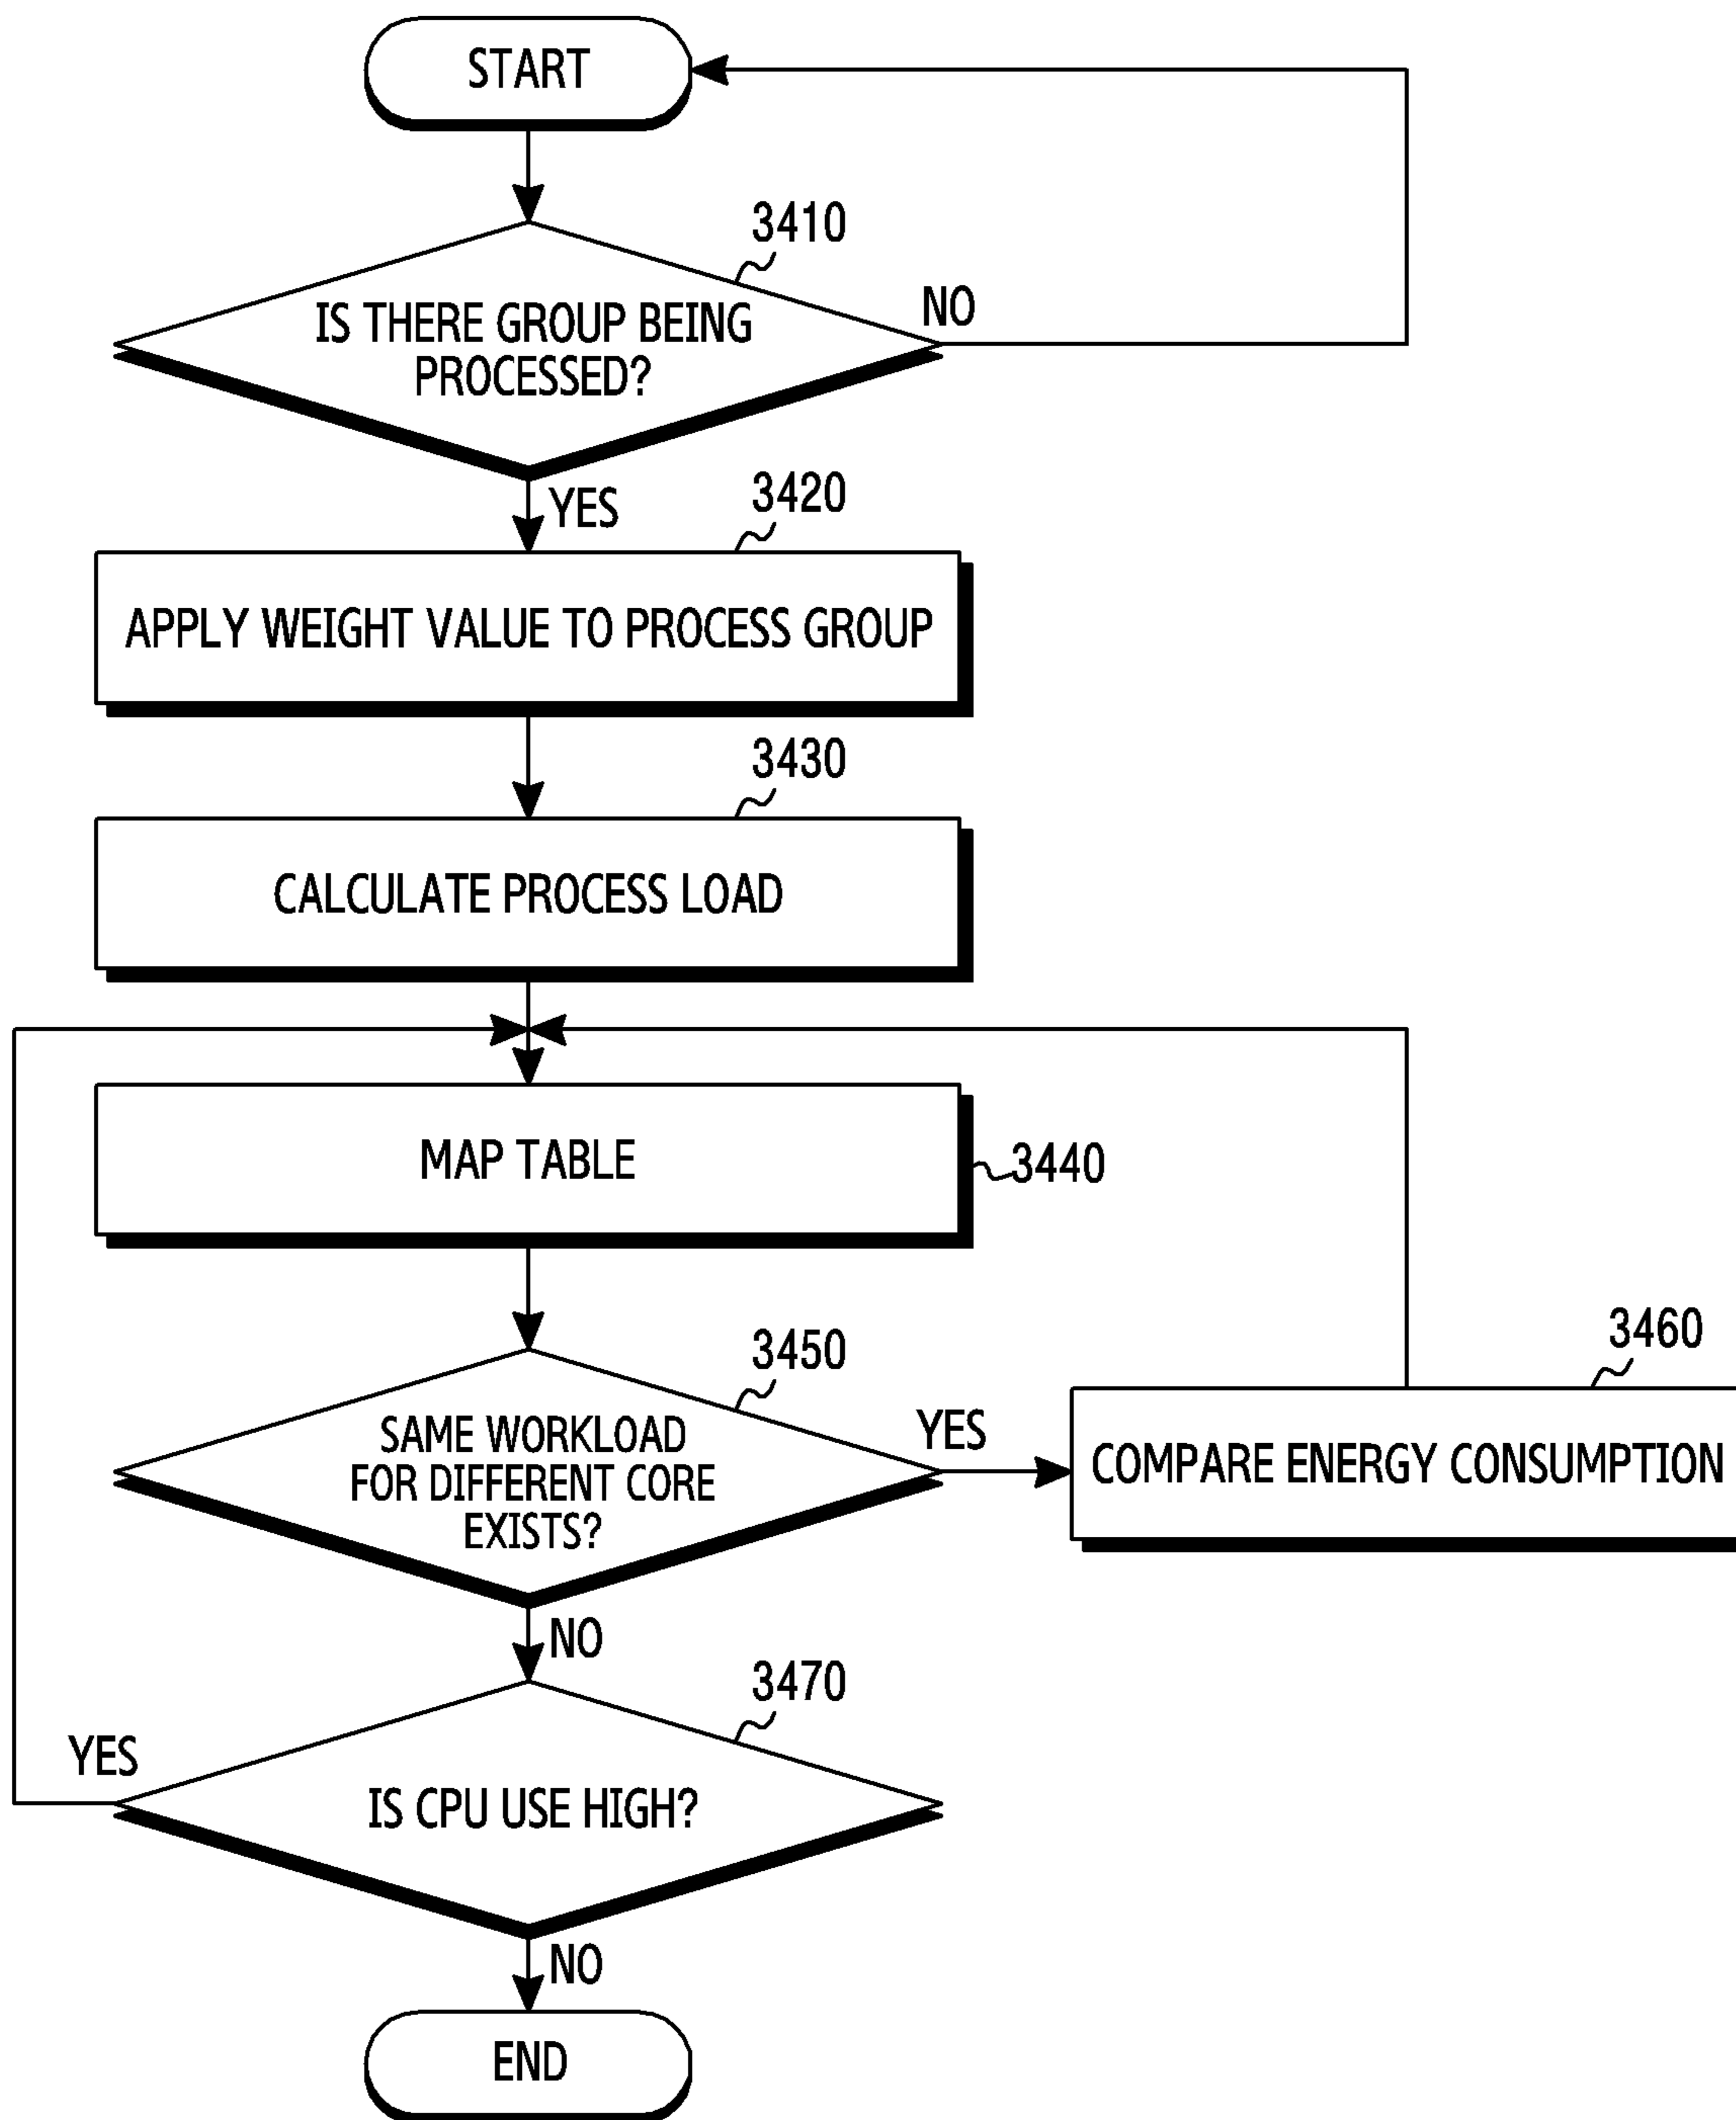 START
3410
IS THERE GROUP BEING
PROCESSED?
NO
YES
3420
APPLY WEIGHT VALUE TO PROCESS GROUP
3430
CALCULATE PROCESS LOAD
MAP TABLE
3440
3450
SAME WORKLOAD
FOR DIFFERENT CORE
EXISTS?
YES
3460
COMPARE ENERGY CONSUMPTION
NO
3470
YES
IS CPU USE HIGH?
NO
END